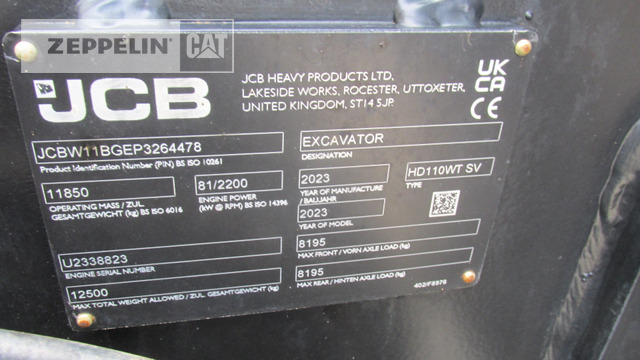 ZEPPELIN CAT
JCB
JCB HEAVY PRODUCTS LTD.
LAKESIDE WORKS, ROCESTER, UTTOXETER,
UNITED KINGDOM, ST14 5JP.
UK
CA
CE
JCBW11BGEP3264478
Product Identification Number (PIN) BS ISO 10261
EXCAVATOR
DESIGNATION
11850
OPERATING MASS / ZUL.
GESAMTGEWICHT (kg) BS ISO 6016
81/2200
ENGINE POWER
(kW @ RPM) BS ISO 14396
2023
YEAR OF MANUFACTURE
/ BAUJAHR
HD110WT SV
TYPE
2023
YEAR OF MODEL
U2338823
ENGINE SERIAL NUMBER
8195
MAX FRONT / VORN AXLE LOAD (kg)
12500
MAX TOTAL WEIGHT ALLOWED / ZUL. GESAMTGEWICHT (kg)
8195
MAX REAR / HINTEN AXLE LOAD (kg)
402/F8576